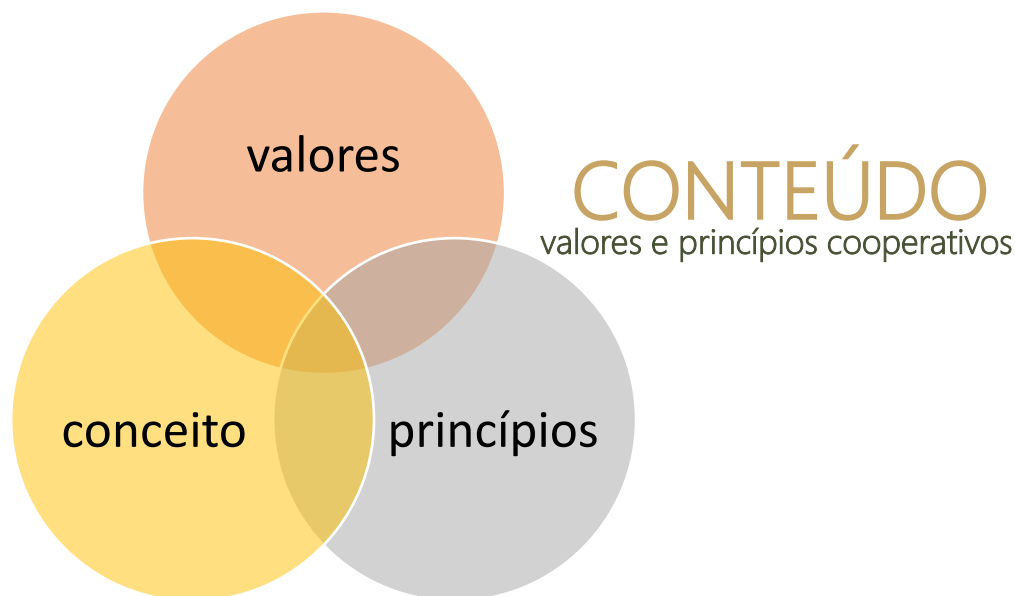 valores
CONTEÚDO
valores e princípios cooperativos
conceito
princípios